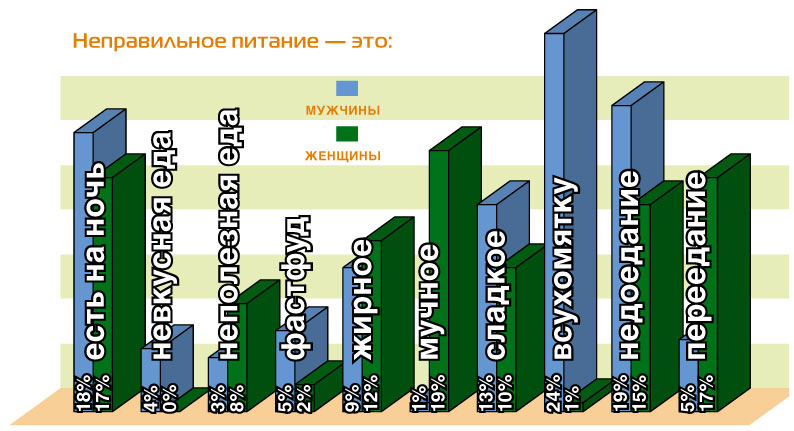 Неправильное питание — это:
МУЖЧИНЫ
ЖЕНЩИНЫ
есть на ночь
18%
17%
невкусная еда
4%
0%
неполезная еда
3%
8%
фастфуд
5%
2%
жирное
9%
12%
мучное
1%
19%
сладкое
13%
10%
всухомятку
24%
1%
недоедание
19%
15%
переедание
5%
17%